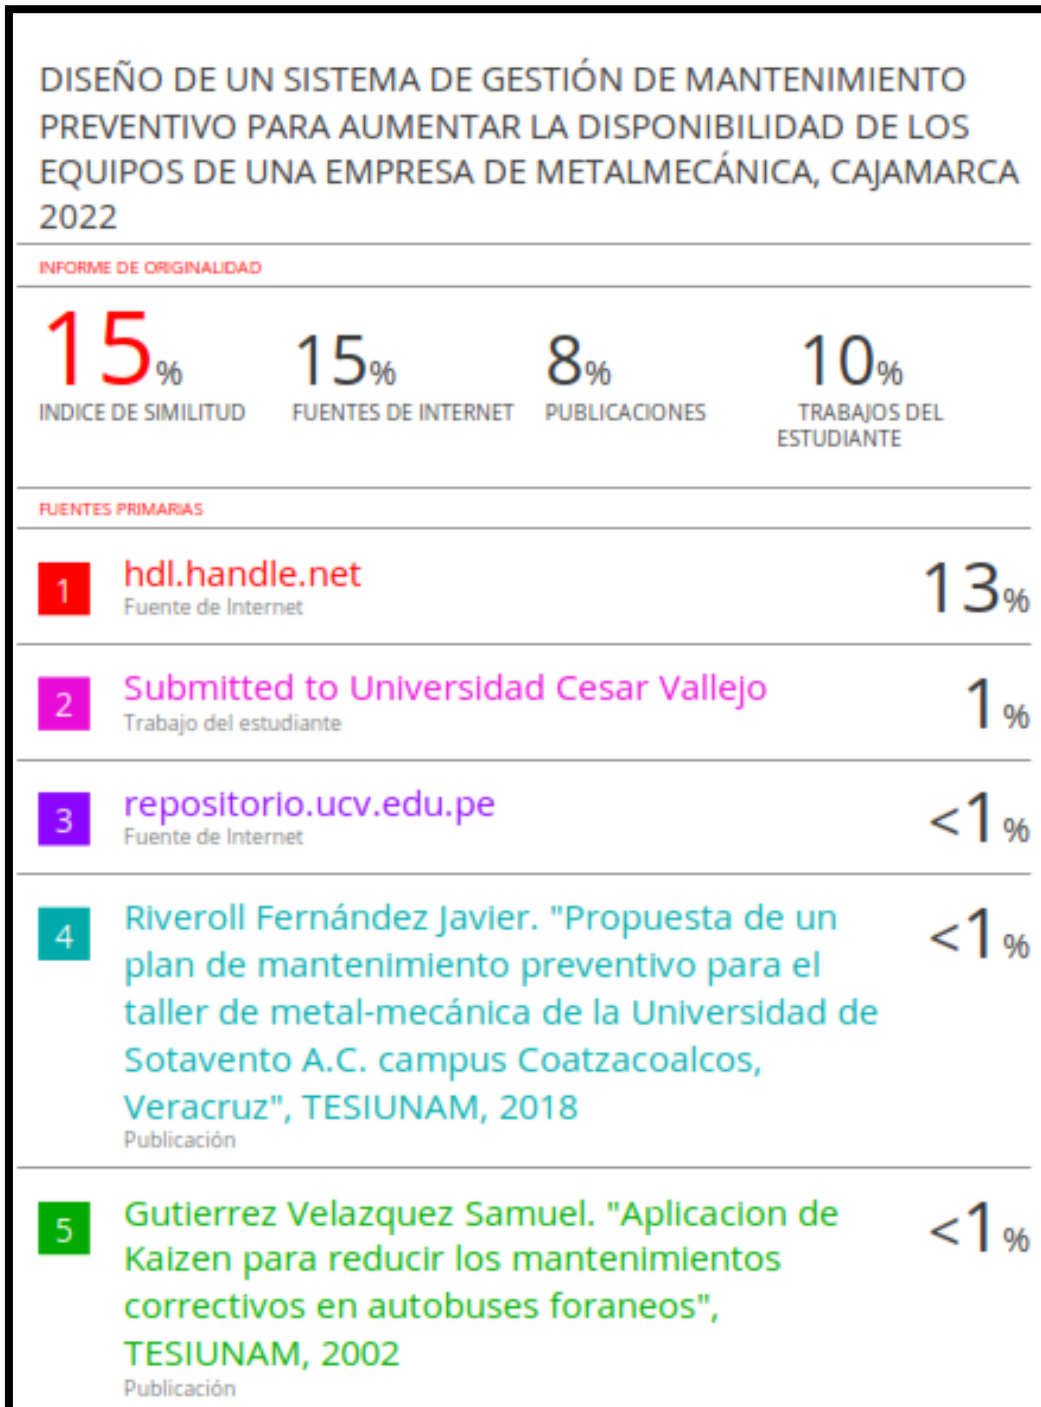 DISEÑO DE UN SISTEMA DE GESTIÓN DE MANTENIMIENTO
PREVENTIVO PARA AUMENTAR LA DISPONIBILIDAD DE LOS
EQUIPOS DE UNA EMPRESA DE METALMECÁNICA, CAJAMARCA
2022
INFORME DE ORIGINALIDAD
15% 15% 8% 10%
INDICE DE SIMILITUD FUENTES DE INTERNET PUBLICACIONES TRABAJOS DEL
ESTUDIANTE
FUENTES PRIMARIAS
1 hdl.handle.net 13%
Fuente de Internet
2 Submitted to Universidad Cesar Vallejo 1%
Trabajo del estudiante
3 repositorio.ucv.edu.pe <1%
Fuente de Internet
4 Riveroll Fernández Javier. "Propuesta de un <1%
plan de mantenimiento preventivo para el
taller de metal-mecánica de la Universidad de
Sotavento A.C. campus Coatzacoalcos,
Veracruz", TESIUNAM, 2018
Publicación
5 Gutierrez Velazquez Samuel. "Aplicacion de <1%
Kaizen para reducir los mantenimientos
correctivos en autobuses foraneos",
TESIUNAM, 2002
Publicación